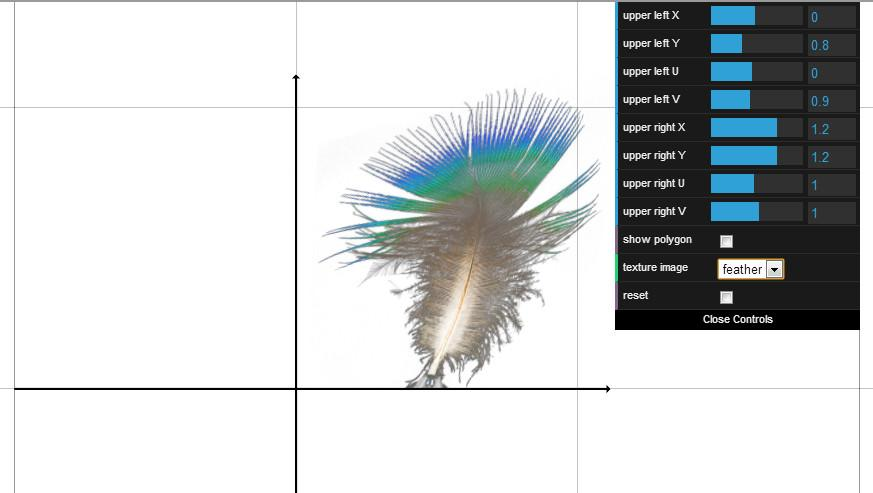 upper left X 0
upper left Y 0.8
upper left U 0
upper left V 0.9
upper right X 1.2
upper right Y 1.2
upper right U 1
upper right V 1
show polygon
texture image feather
reset
Close Controls